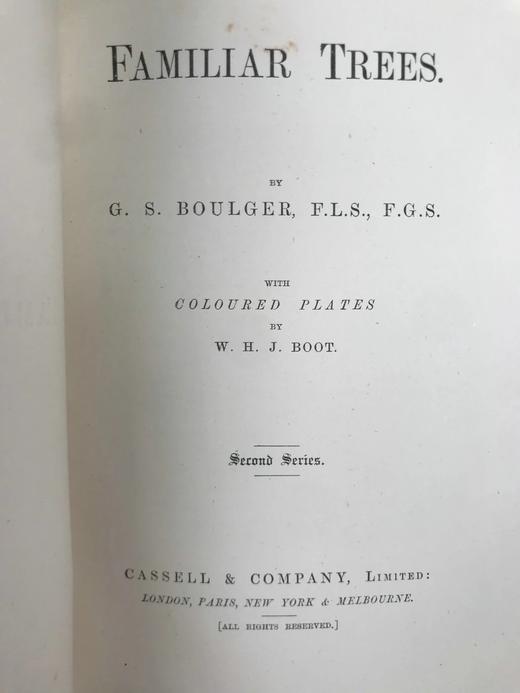 FAMILIAR TREES.
BY
G. S. BOULGER, F.L.S., F.G.S.
WITH
COLOURED PLATES
BY
W. H. J. BOOT.
Second Series.
CASSELL & COMPANY, LIMITED:
LONDON, PARIS, NEW YORK & MELBOURNE.
[ALL RIGHTS RESERVED.]